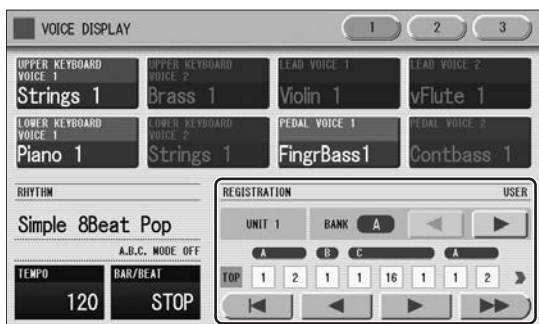 VOICE DISPLAY 1 2 3
UPPER KEYBOARD VOICE 1
Strings 1
UPPER KEYBOARD VOICE 2
Brass 1
LEAD VOICE 1
Violin 1
LEAD VOICE 2
vFlute 1
LOWER KEYBOARD VOICE 1
Piano 1
LOWER KEYBOARD VOICE 2
Strings 1
PEDAL VOICE 1
FingrBass1
PEDAL VOICE 2
Contbass 1
RHYTHM
Simple 8Beat Pop
A.B.C. MODE OFF
TEMPO
120
BAR/BEAT
STOP
REGISTRATION USER
UNIT 1 BANK A
A B C A
TOP 1 2 1 1 16 1 1 2